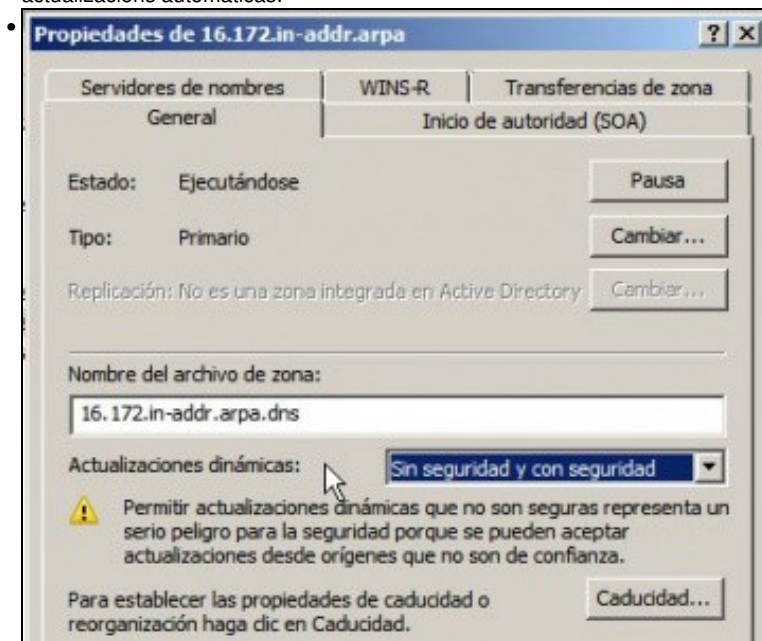 actualizacions automáticas.
Propiedades de 16.172.in-addr.arpa
Servidores de nombres WINS-R Transferencias de zona
General Inicio de autoridad (SOA)
Estado: Ejecutándose Pausa
Tipo: Primario Cambiar...
Replicación: No es una zona integrada en Active Directory Cambiar...
Nombre del archivo de zona:
16.172.in-addr.arpa.dns
Actualizaciones dinámicas: Sin seguridad y con seguridad
Permitir actualizaciones dinámicas que no son seguras representa un
serio peligro para la seguridad porque se pueden aceptar
actualizaciones desde orígenes que no son de confianza.
Para establecer las propiedades de caducidad o Caducidad...
reorganización haga clic en Caducidad.